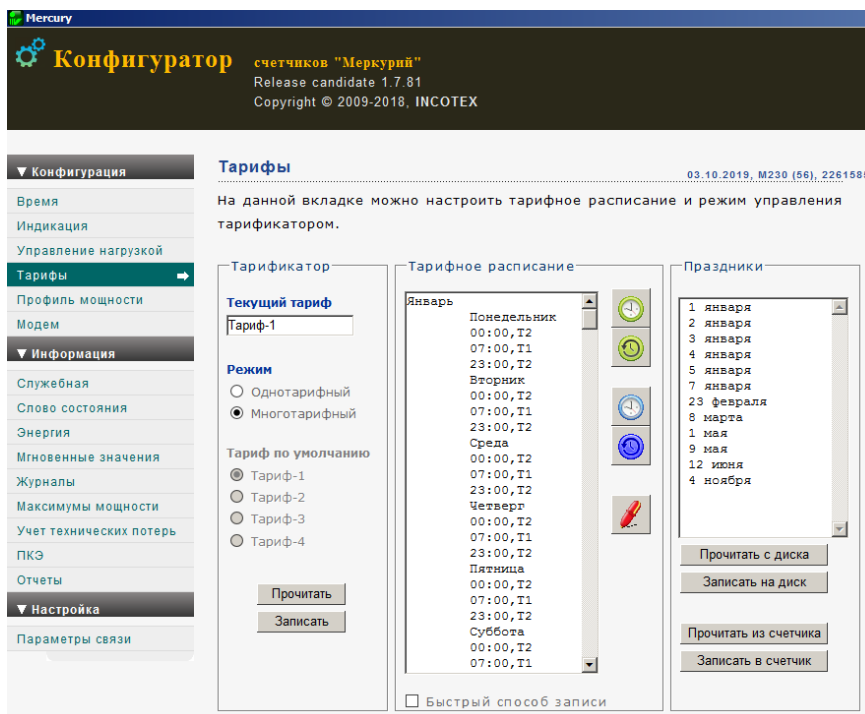 Mercury
Конфигуратор счетчиков "Меркурий"
Release candidate 1.7.81
Copyright © 2009-2018, INCOTEX
▼ Конфигурация
Время
Индикация
Управление нагрузкой
Тарифы
Профиль мощности
Модем
▼ Информация
Служебная
Слово состояния
Энергия
Мгновенные значения
Журналы
Максимумы мощности
Учет технических потерь
ПКЭ
Отчеты
▼ Настройка
Параметры связи
Тарифы
03.10.2019, M230 (56), 226158
На данной вкладке можно настроить тарифное расписание и режим управления
тарификатором.
Тарификатор
Текущий тариф
Тариф-1
Режим
Однотарифный
Многотарифный
Тариф по умолчанию
Тариф-1
Тариф-2
Тариф-3
Тариф-4
Прочитать
Записать
Тарифное расписание
Январь
Понедельник
00:00,T2
07:00,T1
23:00,T2
Вторник
00:00,T2
07:00,T1
23:00,T2
Среда
00:00,T2
07:00,T1
23:00,T2
Четверг
00:00,T2
07:00,T1
23:00,T2
Пятница
00:00,T2
07:00,T1
23:00,T2
Суббота
00:00,T2
07:00,T1
Быстрый способ записи
Праздники
1 января
2 января
3 января
4 января
5 января
7 января
23 февраля
8 марта
1 мая
9 мая
12 июня
4 ноября
Прочитать с диска
Записать на диск
Прочитать из счетчика
Записать в счетчик